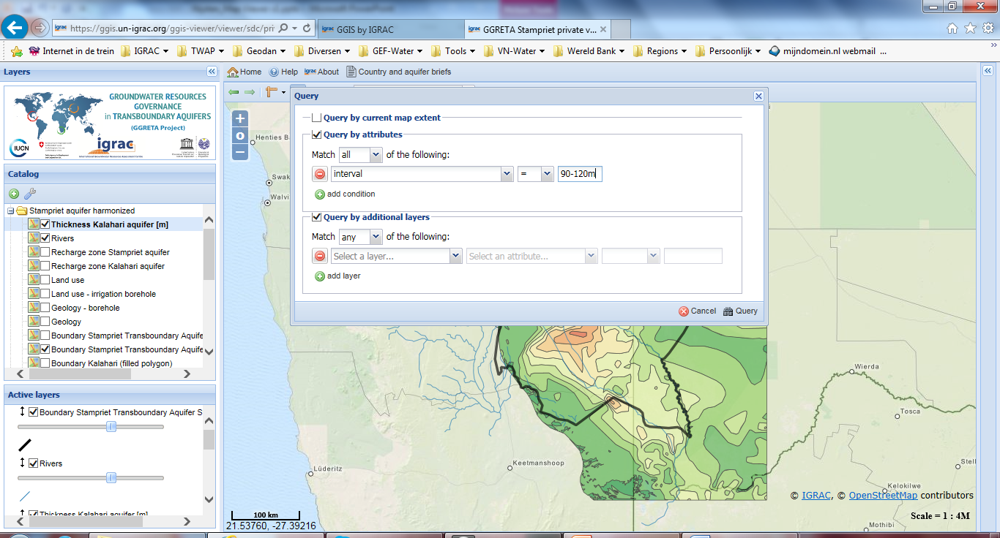 https://ggis.un-igrac.org/ggis-viewer/viewer/sdc/pri
GGIS by IGRAC
GGRETA Stampriet private v...
Internet in de trein
IGRAC
TWAP
Geodan
Diversen
GEF-Water
Tools
VN-Water
Wereld Bank
Regions
Persoonlijk
mijndomein.nl webmail ...
Layers
Home
Help
igrac About
Country and aquifer briefs
GROUNDWATER RESOURCES
GOVERNANCE
in TRANSBOUNDARY AQUIFERS
(GGRETA Project)
IUCN
igrac
International Groundwater Resources Assessment Centre
Catalog
Stampriet aquifer harmonized
Thickness Kalahari aquifer [m]
Rivers
Recharge zone Stampriet aquifer
Recharge zone Kalahari aquifer
Land use
Land use - irrigation borehole
Geology - borehole
Geology
Boundary Stampriet Transboundary Aquife
Boundary Stampriet Transboundary Aquife
Boundary Kalahari (filled polygon)
Active layers
Boundary Stampriet Transboundary Aquifer S
Rivers
Thickness Kalahari aquifer [m]
Query
Query by current map extent
Query by attributes
Match all of the following:
interval = 90-120m
add condition
Query by additional layers
Match any of the following:
Select a layer... Select an attribute...
add layer
Cancel Query
Henties Ba
Swak
Walvi
Lüderitz
Keetmanshoop
Wierda
Tosca
Stell
Kelokilwe
Mothibi
© IGRAC, © OpenStreetMap contributors
Scale = 1 : 4M
100 km
21.53760, -27.39216